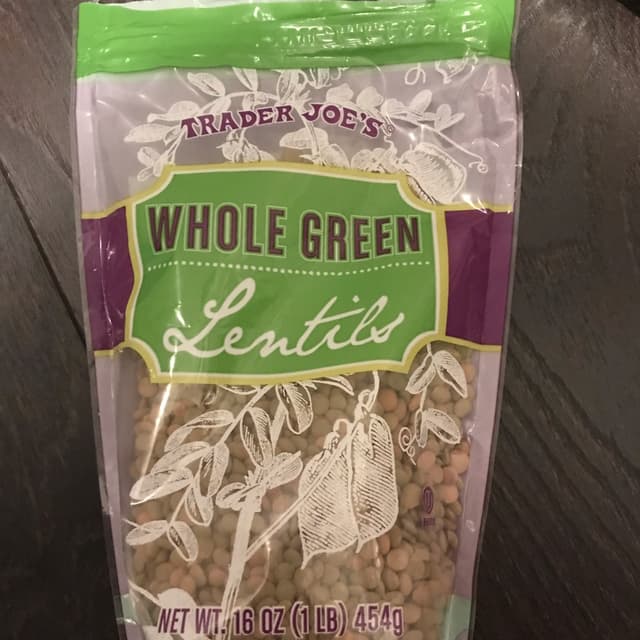 TRADER JOE'S
WHOLE GREEN
Lentils
NET WT. 16 OZ (1 LB) 454g